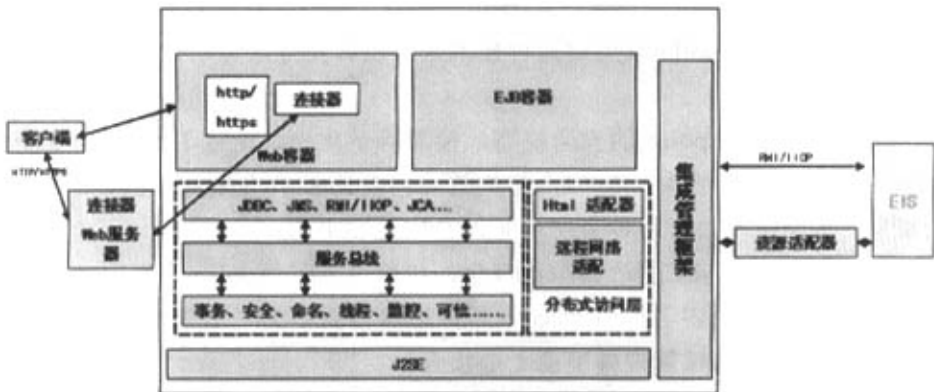 http/
https
连接器
Web容器
EJB容器
客户端
HTTP/HTTPS
连接器
Web服务
器
JDBC、JMS、RMI/IIOP、JCA...
服务总线
事务、安全、命名、线程、监控、可信......
Html 适配器
远程网络
适配
分布式访问层
J2SE
集成管理框架
RMI/IIOP
资源适配器
EIS